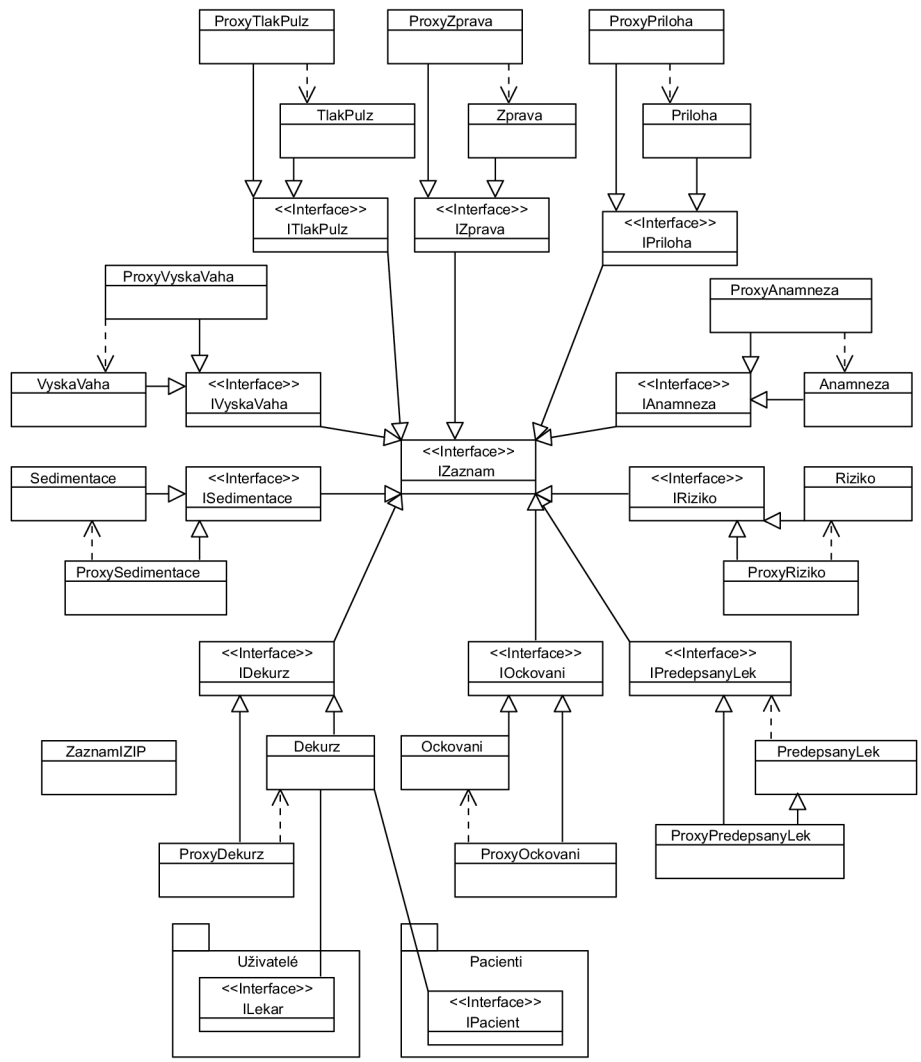 ProxyTlakPulz
ProxyZprava
ProxyPriloha
TlakPulz
Zprava
Priloha
<<Interface>>
ITlakPulz
<<Interface>>
IZprava
<<Interface>>
IPriloha
ProxyVyskaVaha
ProxyAnamneza
VyskaVaha
<<Interface>>
IVyskaVaha
<<Interface>>
IAnamneza
Anamneza
<<Interface>>
IZaznam
Sedimentace
<<Interface>>
ISedimentace
<<Interface>>
IRiziko
Riziko
ProxySedimentace
ProxyRiziko
<<Interface>>
IDekurz
<<Interface>>
IOckovani
<<Interface>>
IPredepsanyLek
ZaznamIZIP
Dekurz
Ockovani
PredepsanyLek
ProxyDekurz
ProxyOckovani
ProxyPredepsanyLek
Uživatelé
<<Interface>>
ILekar
Pacienti
<<Interface>>
IPacient